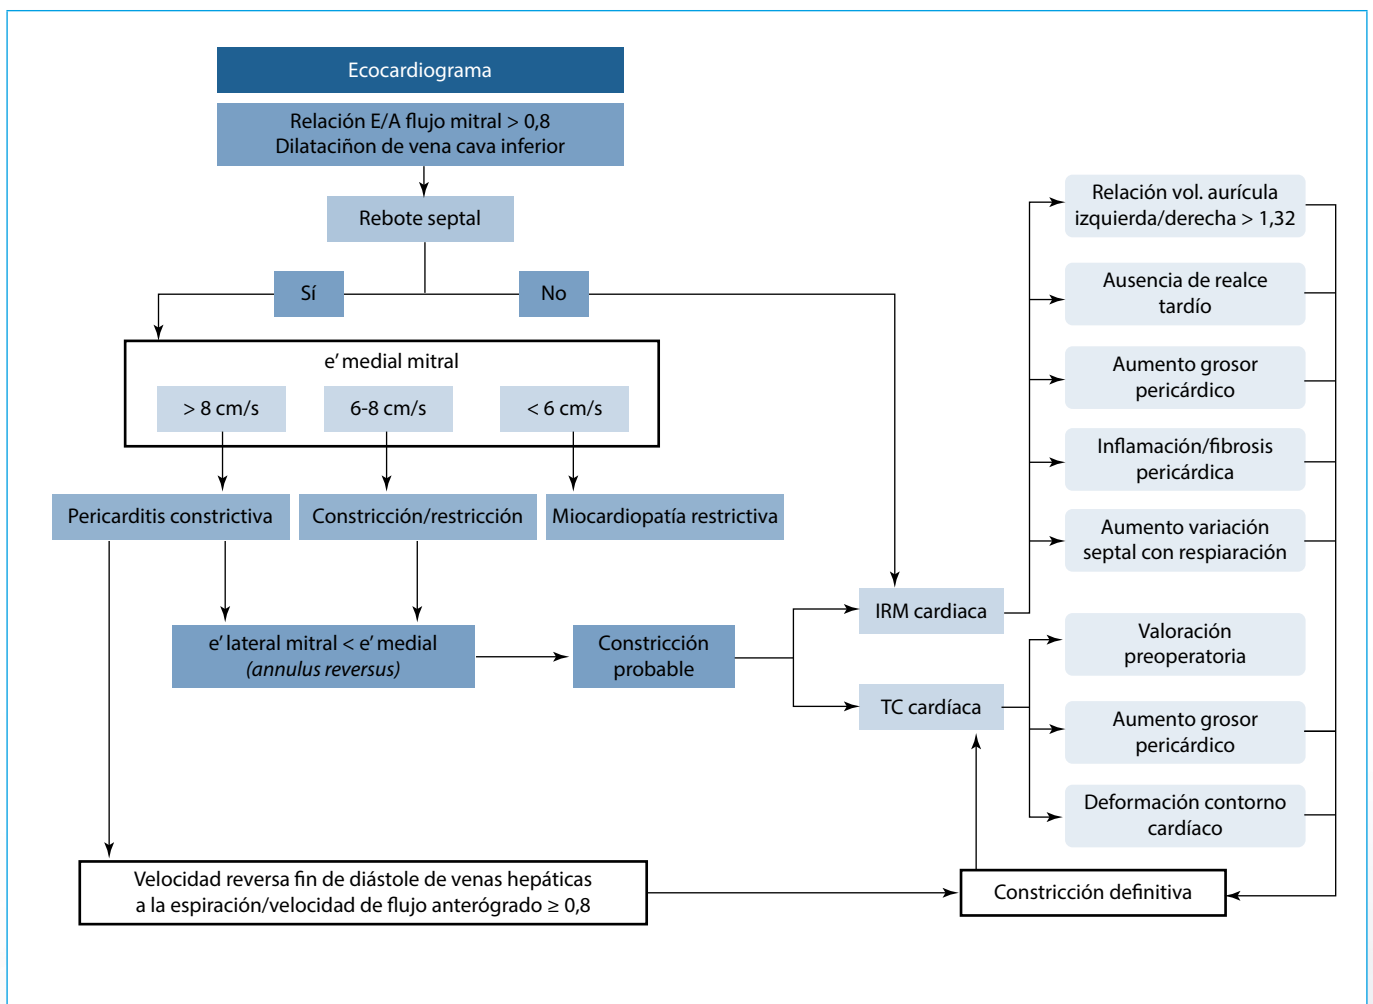 Ecocardiograma
Relación E/A flujo mitral > 0,8
Dilataciñon de vena cava inferior
Rebote septal
Sí
No
e’ medial mitral
> 8 cm/s
6-8 cm/s
< 6 cm/s
Pericarditis constrictiva
Constricción/restricción
Miocardiopatía restrictiva
e’ lateral mitral < e’ medial
(annulus reversus)
Constricción
probable
IRM cardiaca
TC cardíaca
Relación vol. aurícula
izquierda/derecha > 1,32
Ausencia de realce
tardío
Aumento grosor
pericárdico
Inflamación/fibrosis
pericárdica
Aumento variación
septal con respiaración
Valoración
preoperatoria
Aumento grosor
pericárdico
Deformación contorno
cardíaco
Velocidad reversa fin de diástole de venas hepáticas
a la espiración/velocidad de flujo anterógrado ≥ 0,8
Constricción definitiva